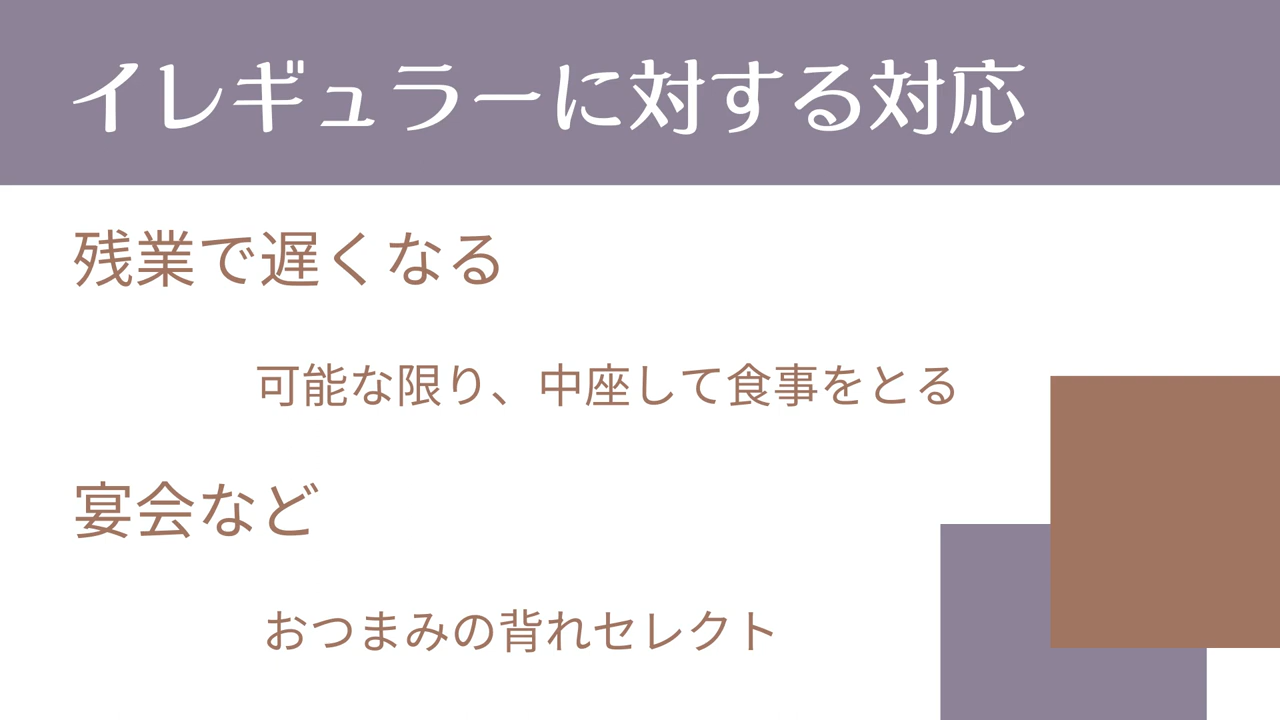 イレギュラーに対する対応
残業で遅くなる
可能な限り、中座して食事をとる
宴会など
おつまみの背れセレクト